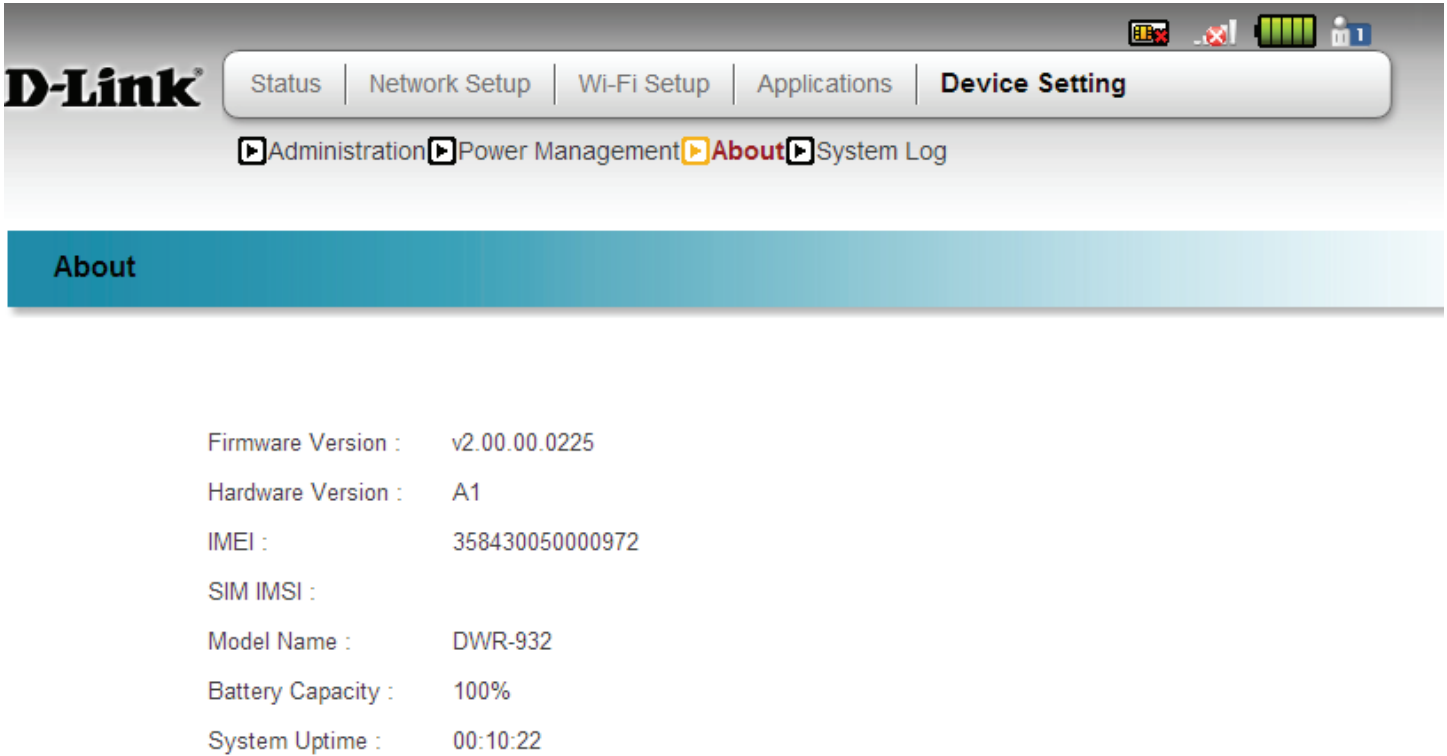 1
D-Link®
Status Network Setup Wi-Fi Setup Applications Device Setting
Administration Power Management About System Log
About
Firmware Version : v2.00.00.0225
Hardware Version : A1
IMEI : 358430050000972
SIM IMSI :
Model Name : DWR-932
Battery Capacity : 100%
System Uptime : 00:10:22